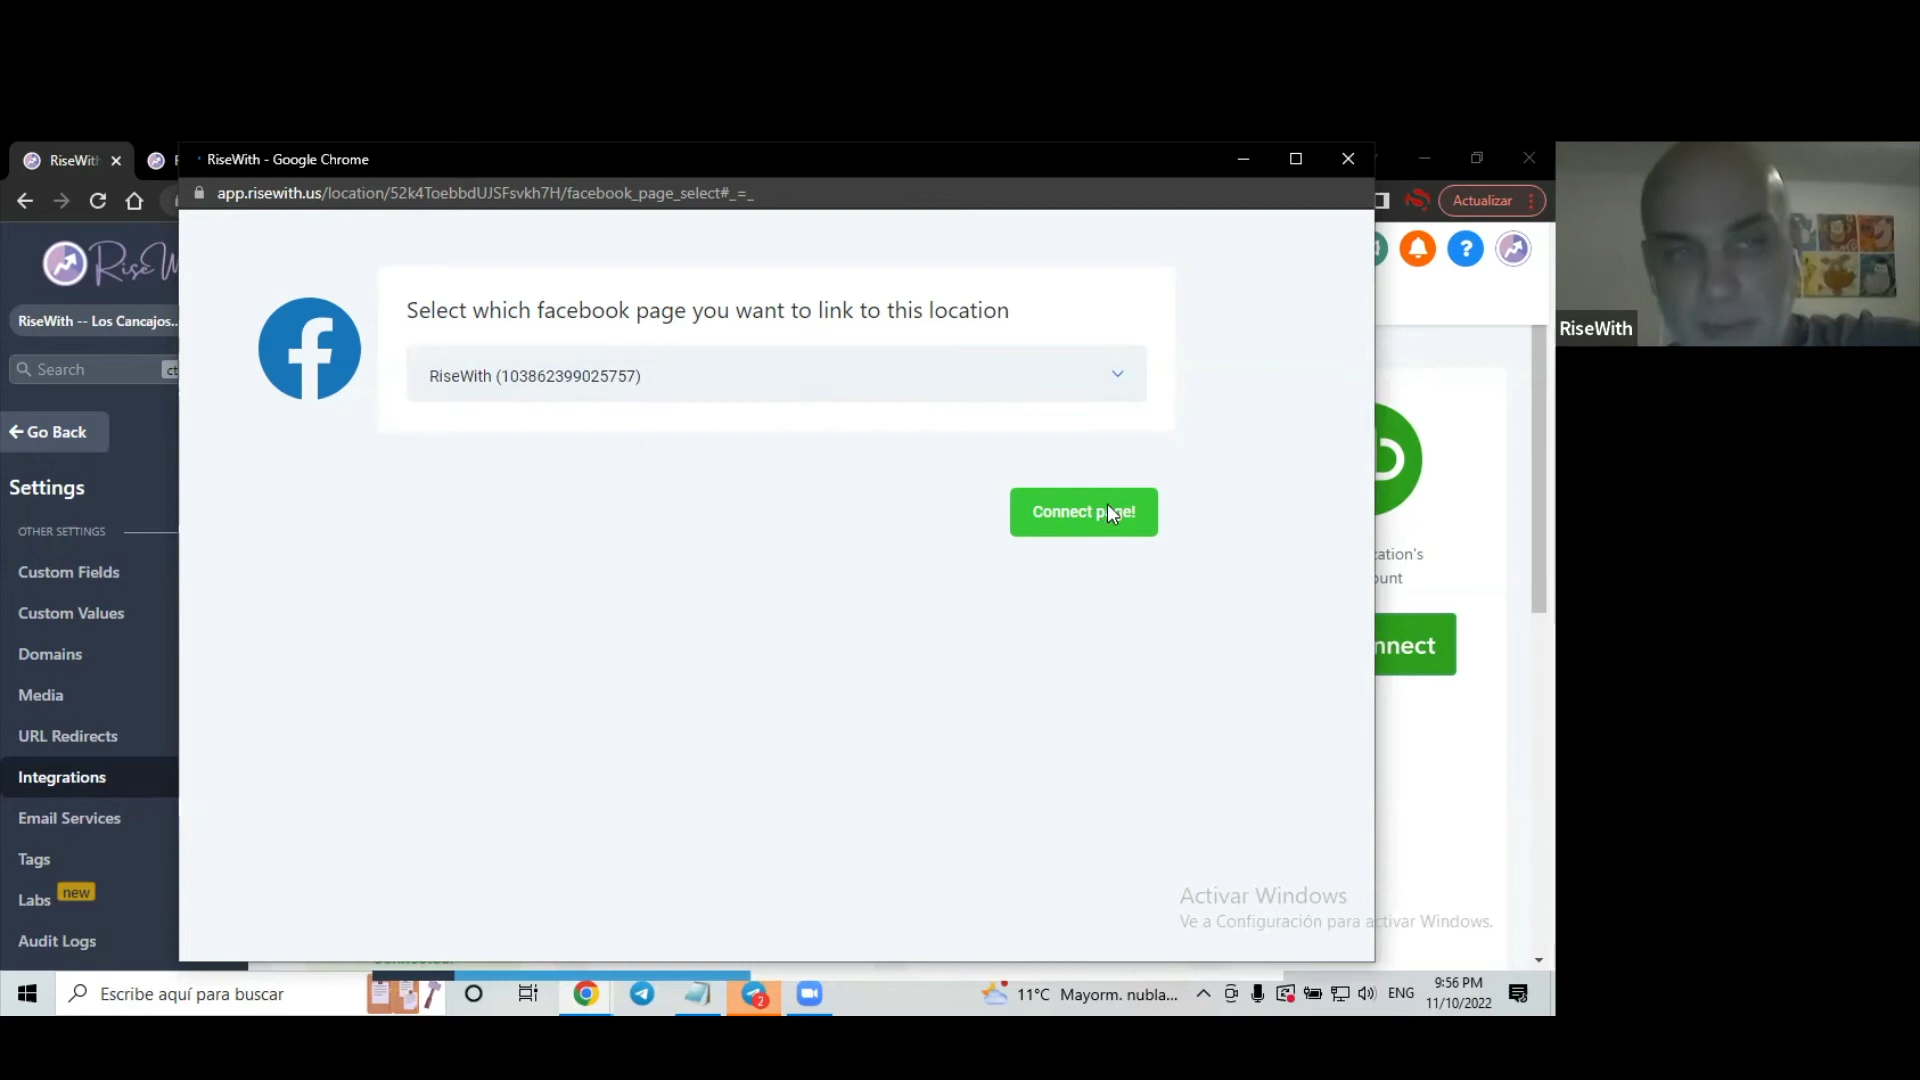 RiseWith
RiseWith - Google Chrome
app.risewith.us/location/52k4ToebbdUJSFsvkh7H/facebook_page_select#_=_
Actualizar
RiseWith -- Los Cancajos..
Search
Go Back
Settings
OTHER SETTINGS
Custom Fields
Custom Values
Domains
Media
URL Redirects
Integrations
Email Services
Tags
Labs new
Audit Logs
Select which facebook page you want to link to this location
RiseWith (103862399025757)
Connect page!
Activar Windows
Ve a Configuración para activar Windows.
RiseWith
Escribe aquí para buscar
2
11°C Mayorm. nubla...
ENG
9:56 PM
11/10/2022